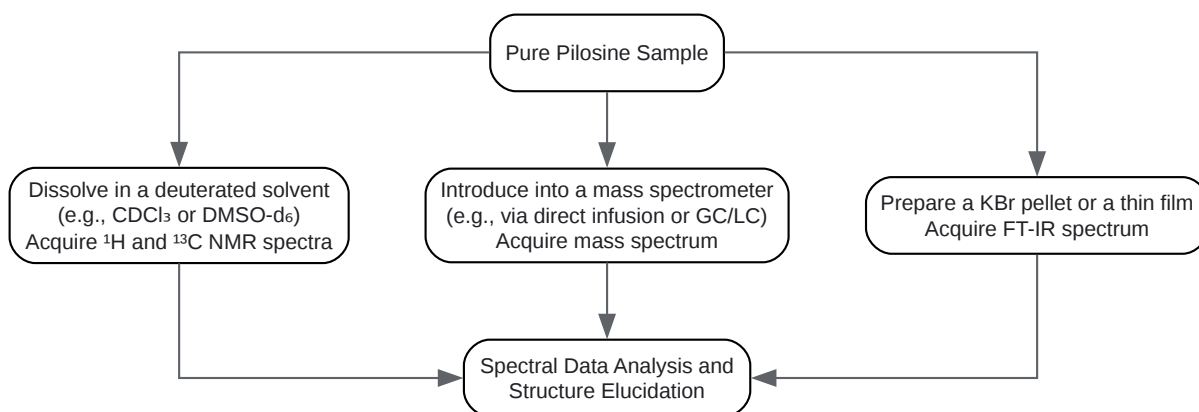 Pure Pilosine Sample
Dissolve in a deuterated solvent
(e.g., CDCl₃ or DMSO-d₆)
Acquire ¹H and ¹³C NMR spectra
Introduce into a mass spectrometer
(e.g., via direct infusion or GC/LC)
Acquire mass spectrum
Prepare a KBr pellet or a thin film
Acquire FT-IR spectrum
Spectral Data Analysis and
Structure Elucidation